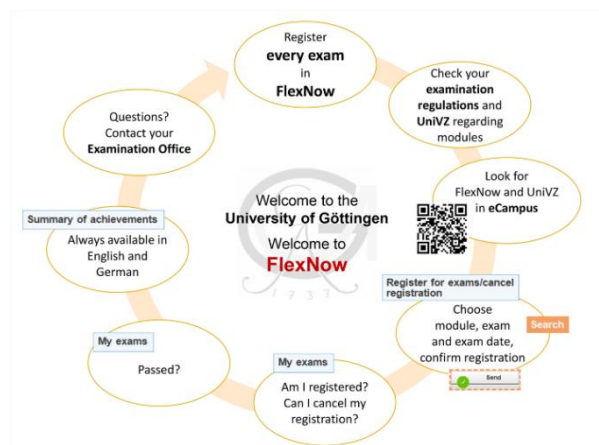 Register
every exam
in
FlexNow
Check your
examination
regulations and
UniVZ regarding
modules
Look for
FlexNow and UniVZ
in eCampus
Register for exams/cancel
registration
Choose
module, exam
and exam date,
confirm registration
Search
Send
My exams
Am I registered?
Can I cancel my
registration?
My exams
Passed?
Summary of achievements
Always available in
English and
German
Questions?
Contact your
Examination Office
Welcome to the
University of Göttingen
Welcome to
FlexNow
1737